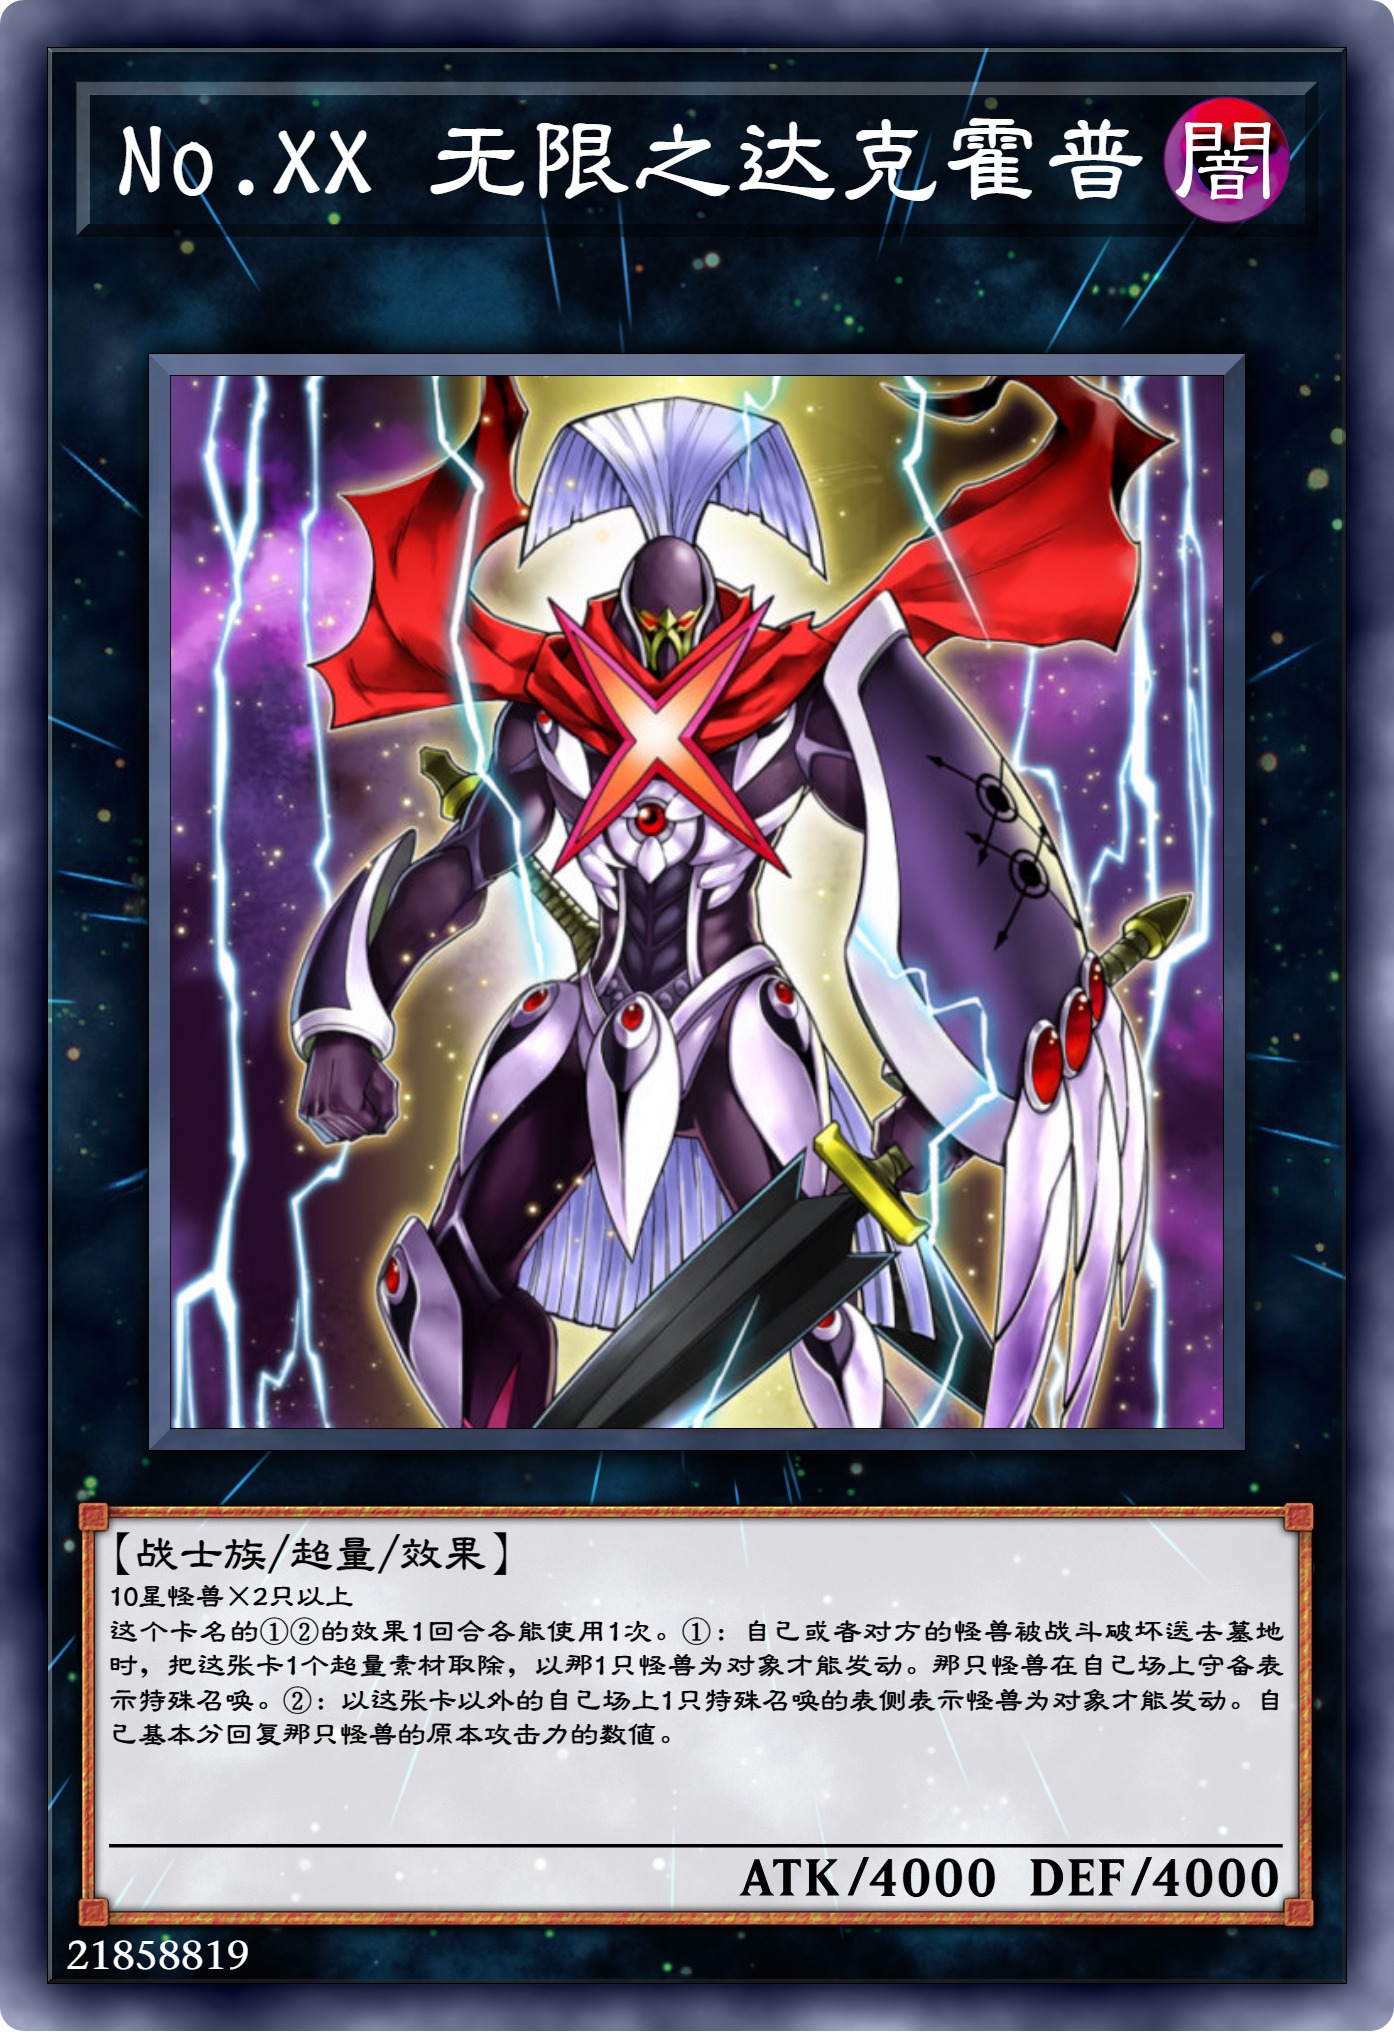 No.XX 无限之达克霍普 闇
【战士族/超量/效果】
10星怪兽×2只以上
这个卡名的①②的效果1回合各能使用1次。①：自己或者对方的怪兽被战斗破坏送去墓地
时，把这张卡1个超量素材取除，以那1只怪兽为对象才能发动。那只怪兽在自己场上守备表
示特殊召唤。②：以这张卡以外的自己场上1只特殊召唤的表侧表示怪兽为对象才能发动。自
己基本分回复那只怪兽的原本攻击力的数值。
ATK/4000 DEF/4000
21858819